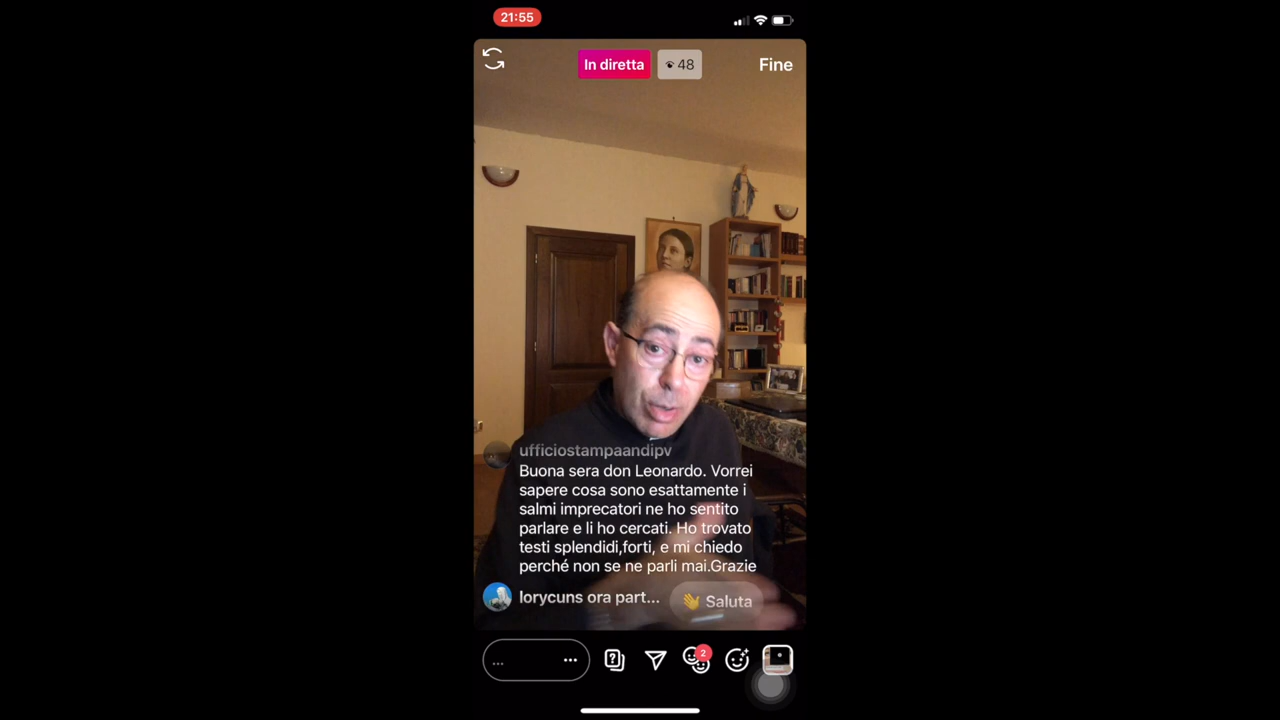 21:55
In diretta
48
Fine
ufficiostampaandipv
Buona sera don Leonardo. Vorrei
sapere cosa sono esattamente i
salmi imprecatori ne ho sentito
parlare e li ho cercati. Ho trovato
testi splendidi,forti, e mi chiedo
perché non se ne parli mai.Grazie
lorycuns ora part...
👋 Saluta
...
2